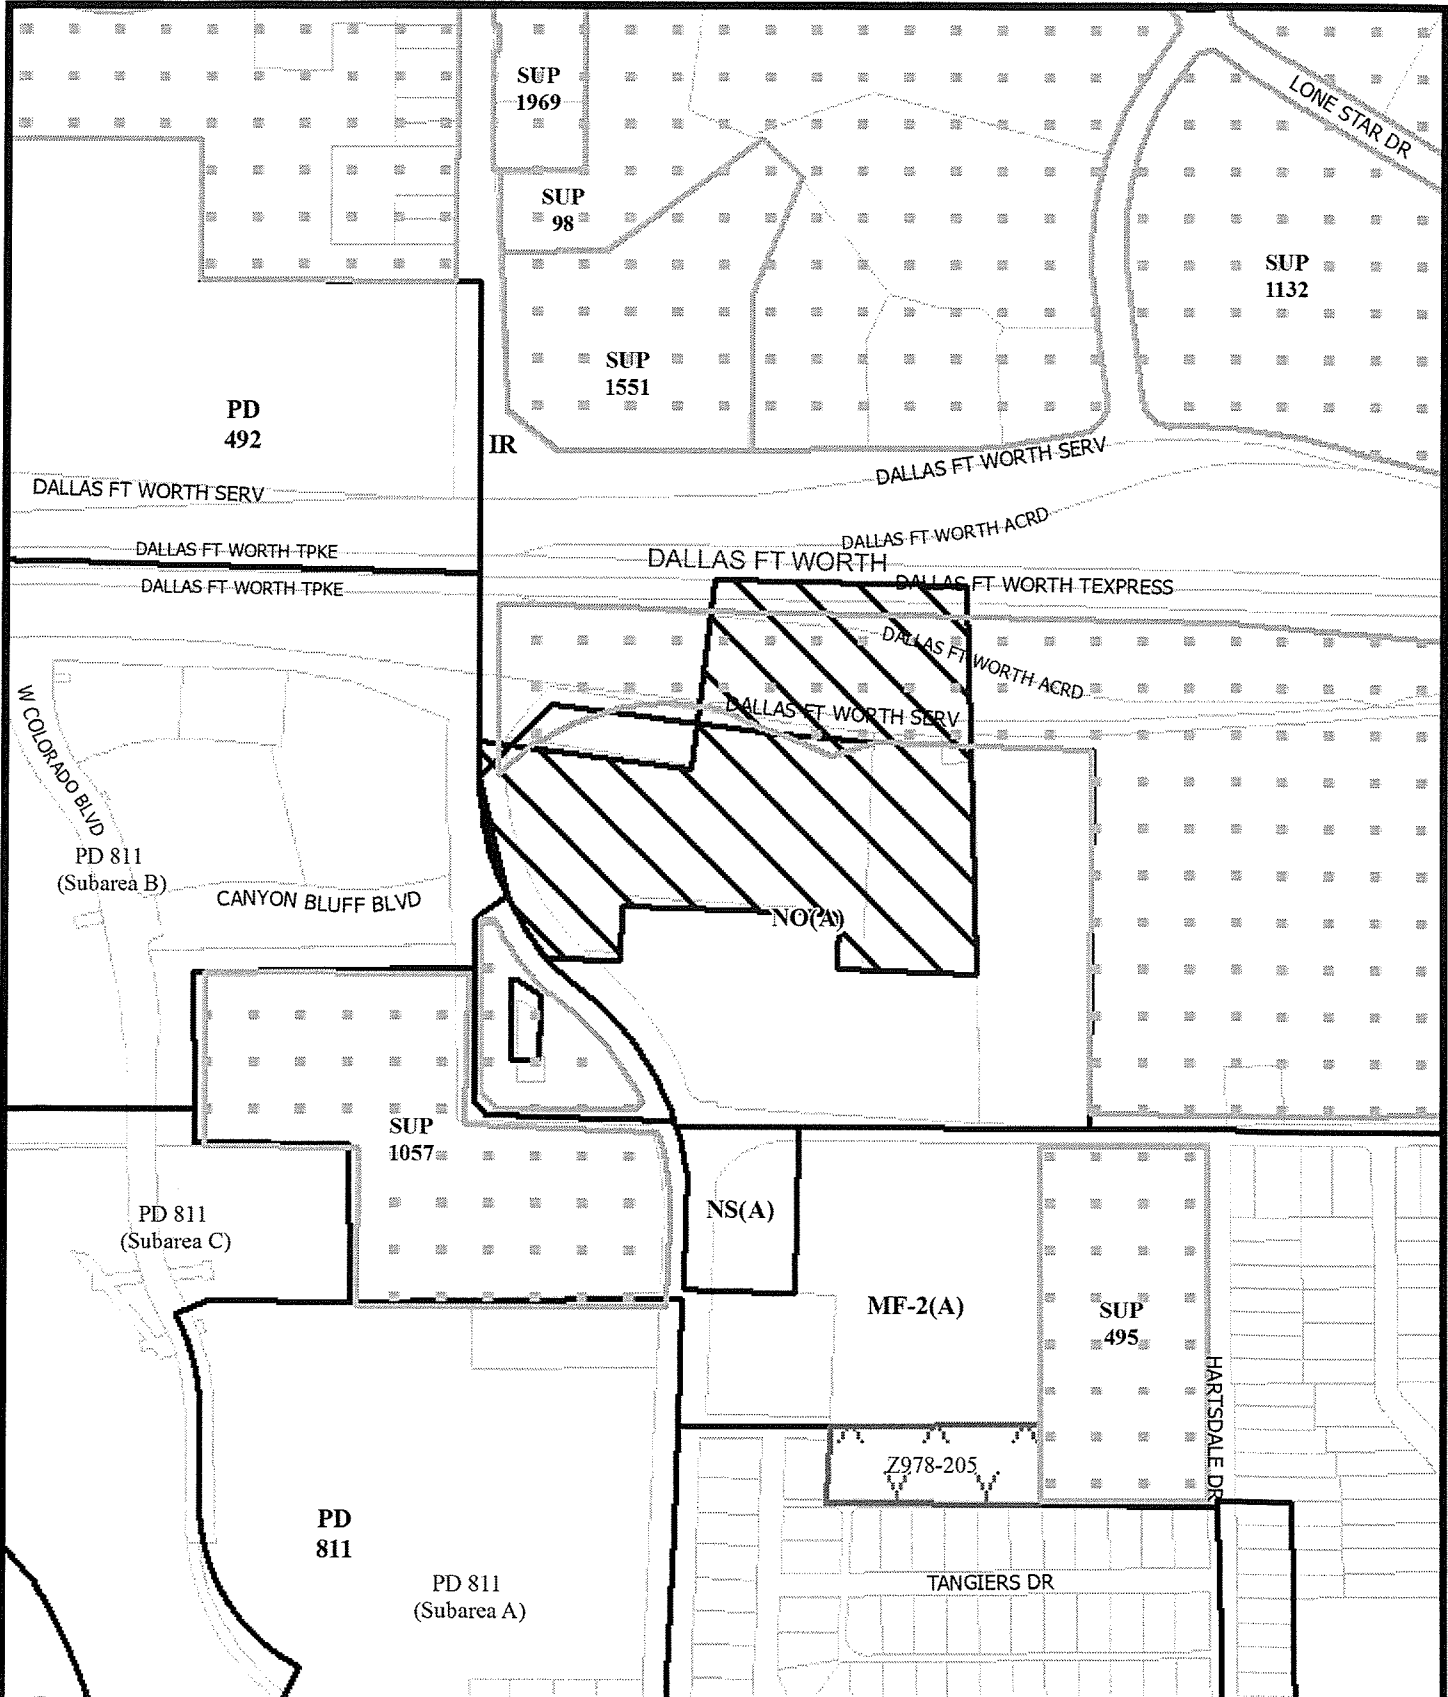 SUP
1969
LONE STAR DR
SUP
98
SUP
1132
SUP
1551
PD
492
IR
DALLAS FT WORTH SERV
DALLAS FT WORTH SERV
DALLAS FT WORTH ACRD
DALLAS FT WORTH TPKE
DALLAS FT WORTH
DALLAS FT WORTH TPKE
DALLAS FT WORTH TEXPRESS
DALLAS FT WORTH ACRD
DALLAS FT WORTH SERV
W COLORADO BLVD
PD 811
(Subarea B)
CANYON BLUFF BLVD
NO(A)
SUP
1057
PD 811
(Subarea C)
NS(A)
MF-2(A)
SUP
495
HARTSDALE DR
Z978-205
PD
811
PD 811
(Subarea A)
TANGIERS DR